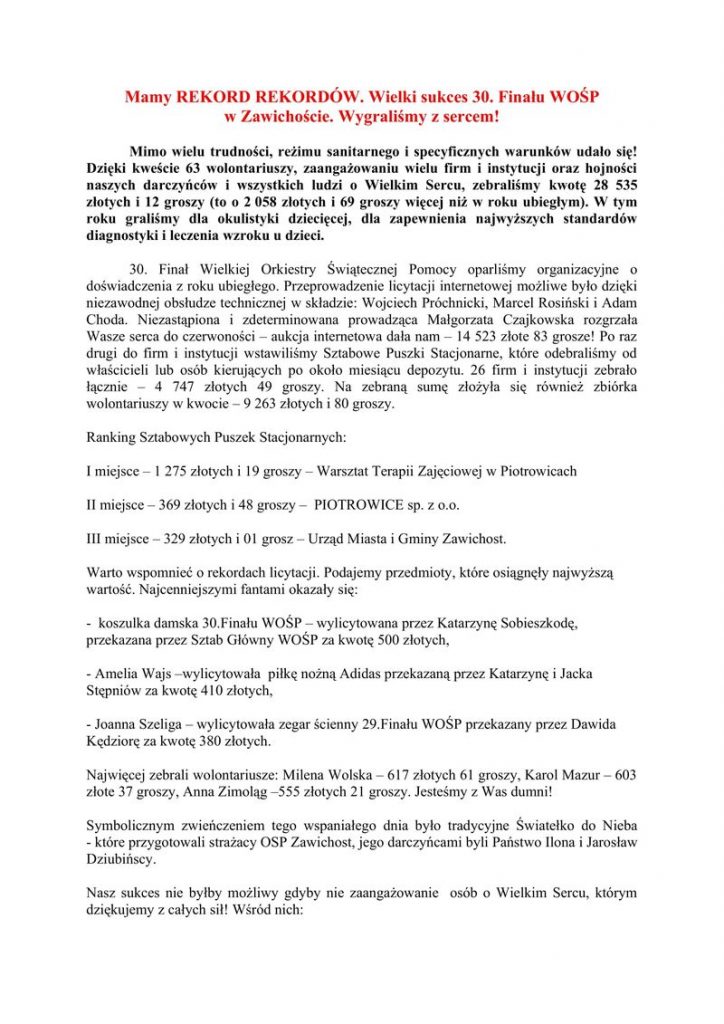 Mamy REKORD REKORDÓW. Wielki sukces 30. Finału WOŚP
w Zawichoście. Wygraliśmy z sercem!
Mimo wielu trudności, reżimu sanitarnego i specyficznych warunków udało się!
Dzięki kweście 63 wolontariuszy, zaangażowaniu wielu firm i instytucji oraz hojności
naszych darczyńców i wszystkich ludzi o Wielkim Sercu, zebraliśmy kwotę 28 535
złotych i 12 groszy (to o 2 058 złotych i 69 groszy więcej niż w roku ubiegłym). W tym
roku graliśmy dla okulistyki dziecięcej, dla zapewnienia najwyższych standardów
diagnostyki i leczenia wzroku u dzieci.
30. Finał Wielkiej Orkiestry Świątecznej Pomocy oparliśmy organizacyjne o
doświadczenia z roku ubiegłego. Przeprowadzenie licytacji internetowej możliwe było dzięki
niezawodnej obsłudze technicznej w składzie: Wojciech Próchnicki, Marcel Rosiński i Adam
Choda. Niezastąpiona i zdeterminowana prowadząca Małgorzata Czajkowska rozgrzała
Wasze serca do czerwoności – aukcja internetowa dała nam – 14 523 złote 83 grosze! Po raz
drugi do firm i instytucji wstawiliśmy Sztabowe Puszki Stacjonarne, które odebraliśmy od
właścicieli lub osób kierujących po około miesiącu depozytu. 26 firm i instytucji zebrało
łącznie – 4 747 złotych 49 groszy. Na zebraną sumę złożyła się również zbiórka
wolontariuszy w kwocie – 9 263 złotych i 80 groszy.
Ranking Sztabowych Puszek Stacjonarnych:
I miejsce – 1 275 złotych i 19 groszy – Warsztat Terapii Zajęciowej w Piotrowicach
II miejsce – 369 złotych i 48 groszy – PIOTROWICE sp. z o.o.
III miejsce – 329 złotych i 01 grosz – Urząd Miasta i Gminy Zawichost.
Warto wspomnieć o rekordach licytacji. Podajemy przedmioty, które osiągnęły najwyższą
wartość. Najcenniejszymi fantami okazały się:
- koszulka damska 30.Finału WOŚP – wylicytowana przez Katarzynę Sobieszkodę,
przekazana przez Sztab Główny WOŚP za kwotę 500 złotych,
- Amelia Wajs –wylicytowała piłkę nożną Adidas przekazaną przez Katarzynę i Jacka
Stępniów za kwotę 410 złotych,
- Joanna Szeliga – wylicytowała zegar ścienny 29.Finału WOŚP przekazany przez Dawida
Kędziorę za kwotę 380 złotych.
Najwięcej zebrali wolontariusze: Milena Wolska – 617 złotych 61 groszy, Karol Mazur – 603
złote 37 groszy, Anna Zimoląg –555 złotych 21 groszy. Jesteśmy z Was dumni!
Symbolicznym zwieńczeniem tego wspaniałego dnia było tradycyjne Światełko do Nieba
- które przygotowali strażacy OSP Zawichost, jego darczyńcami byli Państwo Ilona i Jarosław
Dziubińscy.
Nasz sukces nie byłby możliwy gdyby nie zaangażowanie osób o Wielkim Sercu, którym
dziękujemy z całych sił! Wśród nich: